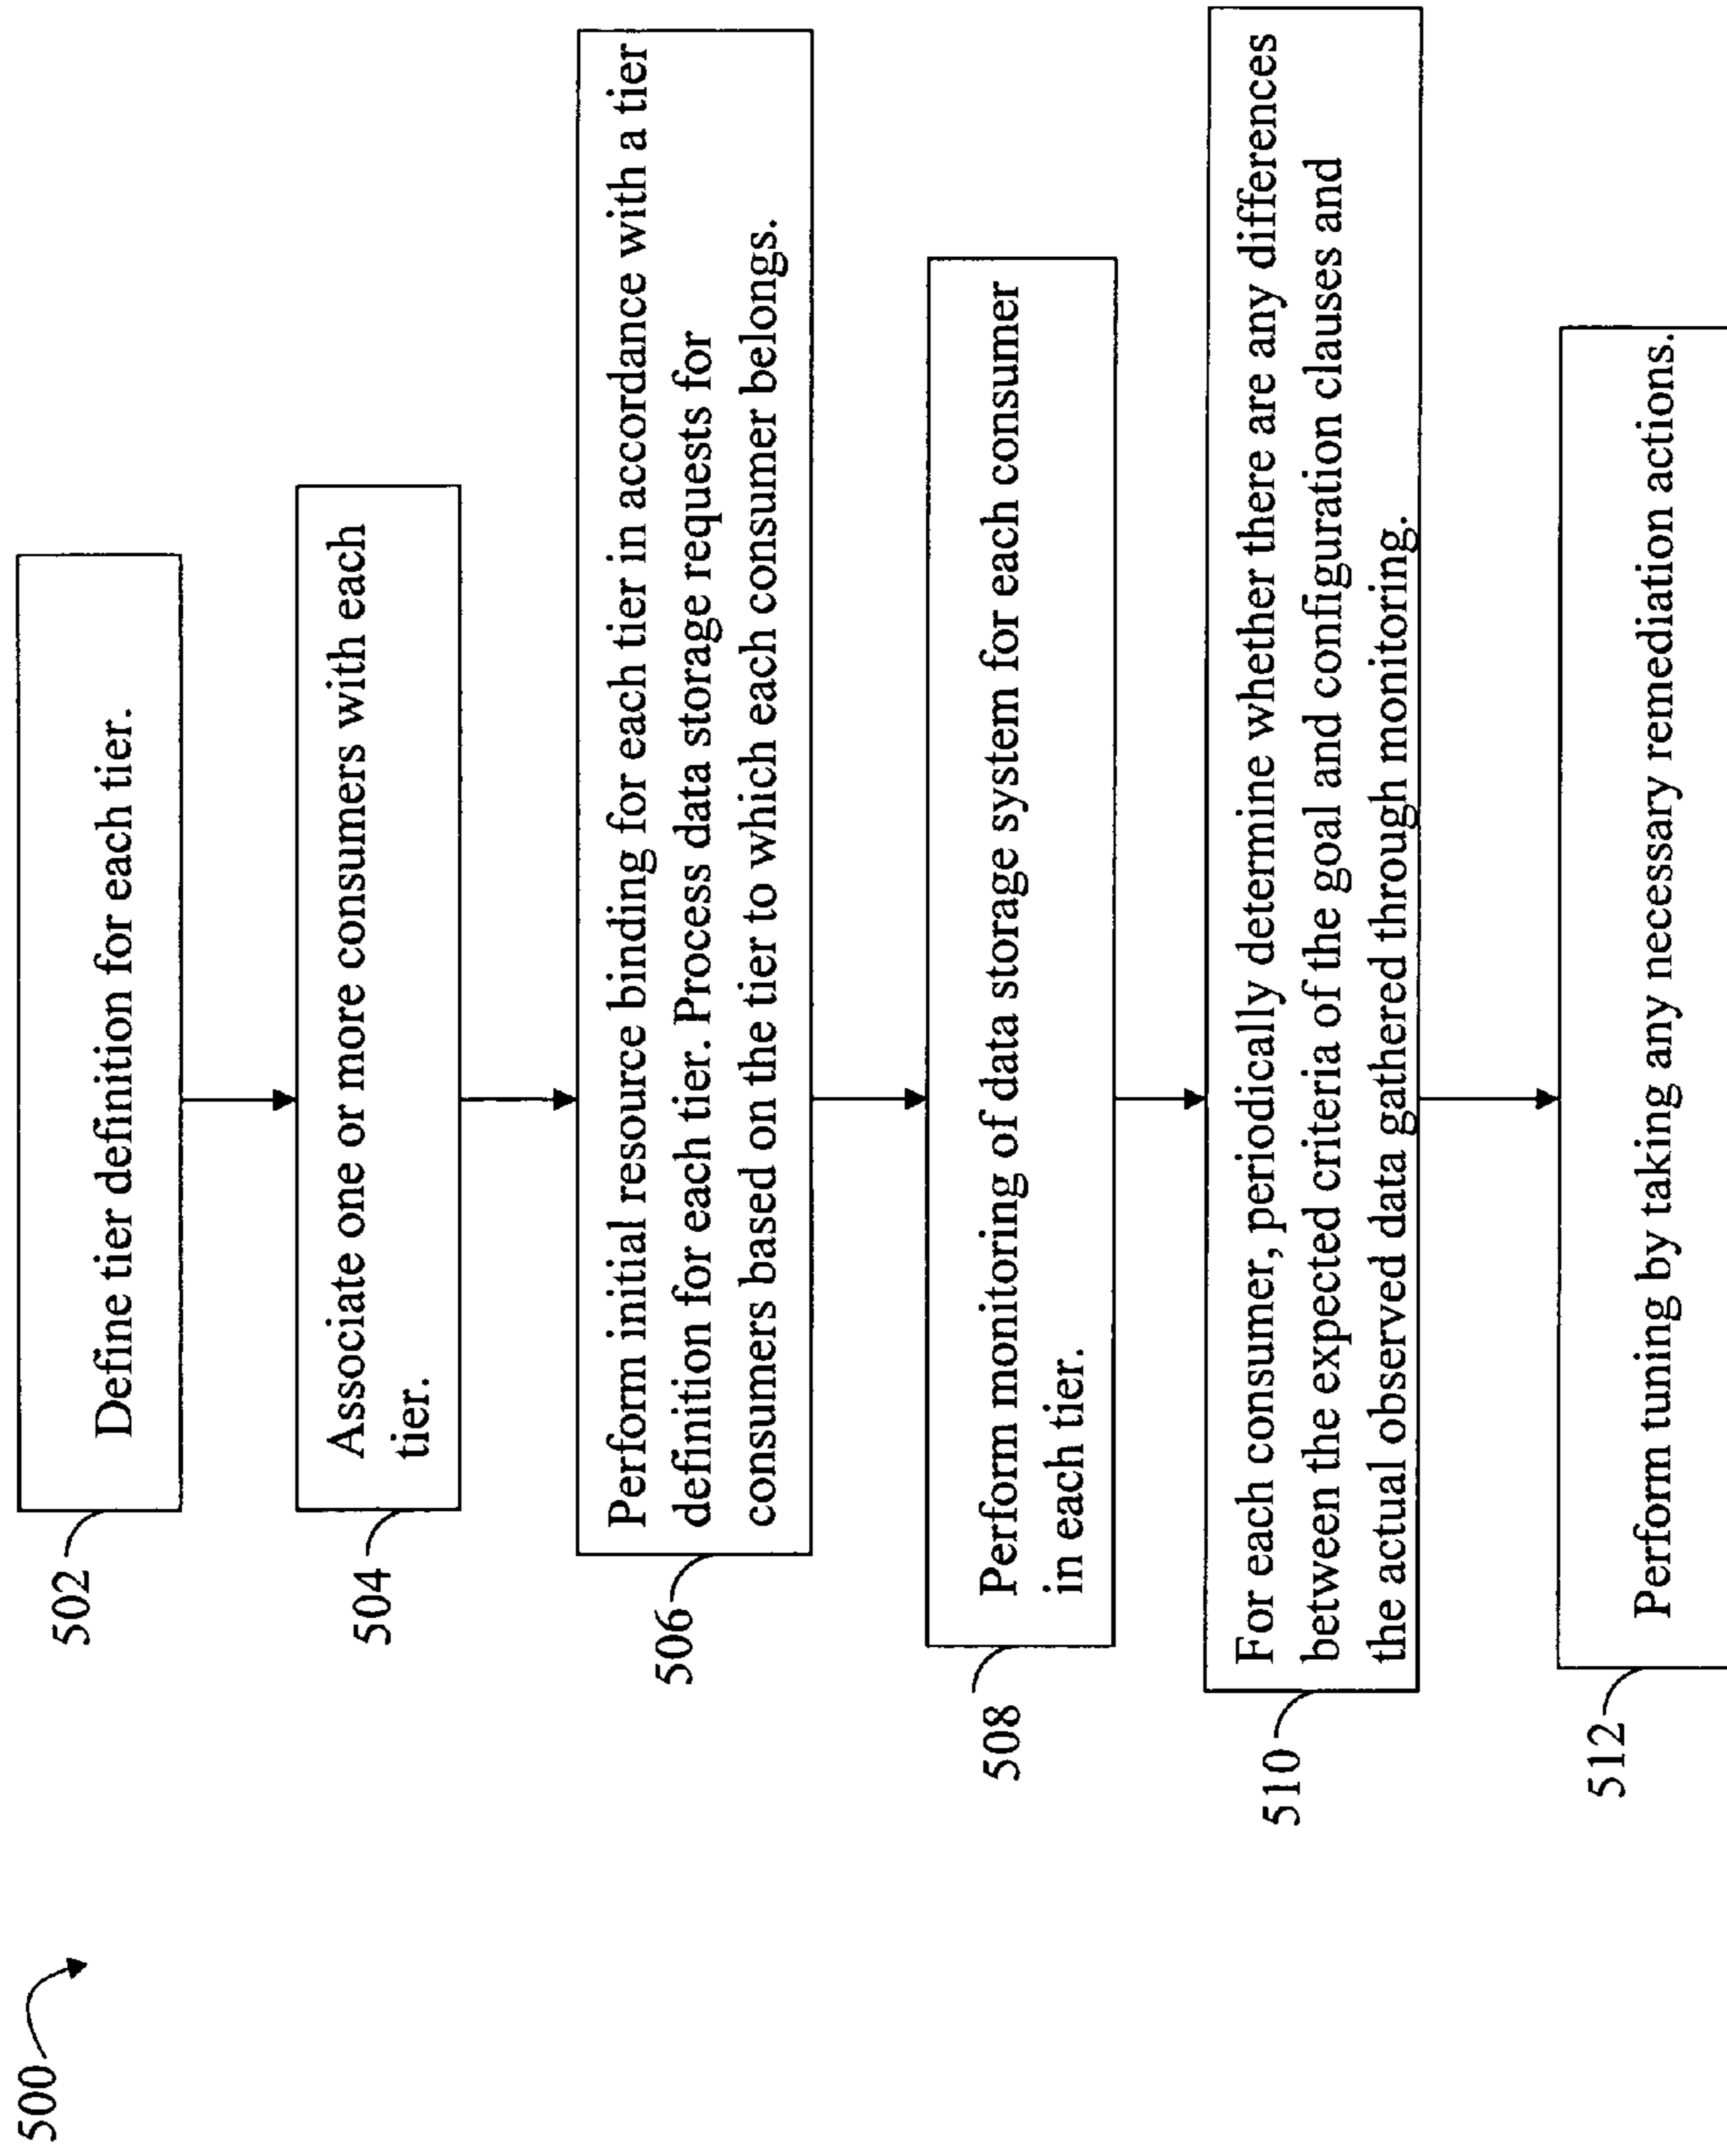 500
502
Define tier definition for each tier.
504
Associate one or more consumers with each
tier.
506
Perform initial resource binding for each tier in accordance with a tier
definition for each tier. Process data storage requests for
consumers based on the tier to which each consumer belongs.
508
Perform monitoring of data storage system for each consumer
in each tier.
510
For each consumer, periodically determine whether there are any differences
between the expected criteria of the goal and configuration clauses and
the actual observed data gathered through monitoring.
512
Perform tuning by taking any necessary remediation actions.